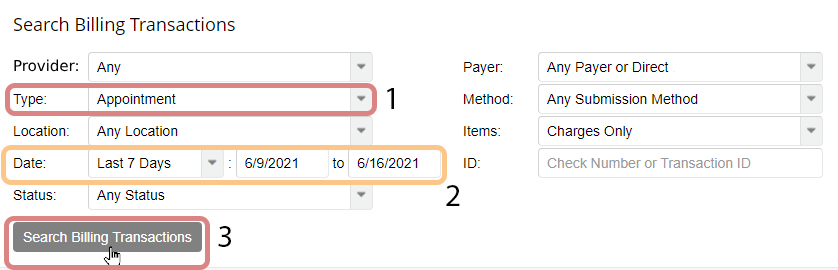 Search Billing Transactions
Provider: Any Payer: Any Payer or Direct
Type: Appointment 1 Method: Any Submission Method
Location: Any Location Items: Charges Only
Date: Last 7 Days : 6/9/2021 to 6/16/2021 ID: Check Number or Transaction ID
Status: Any Status 2
Search Billing Transactions 3